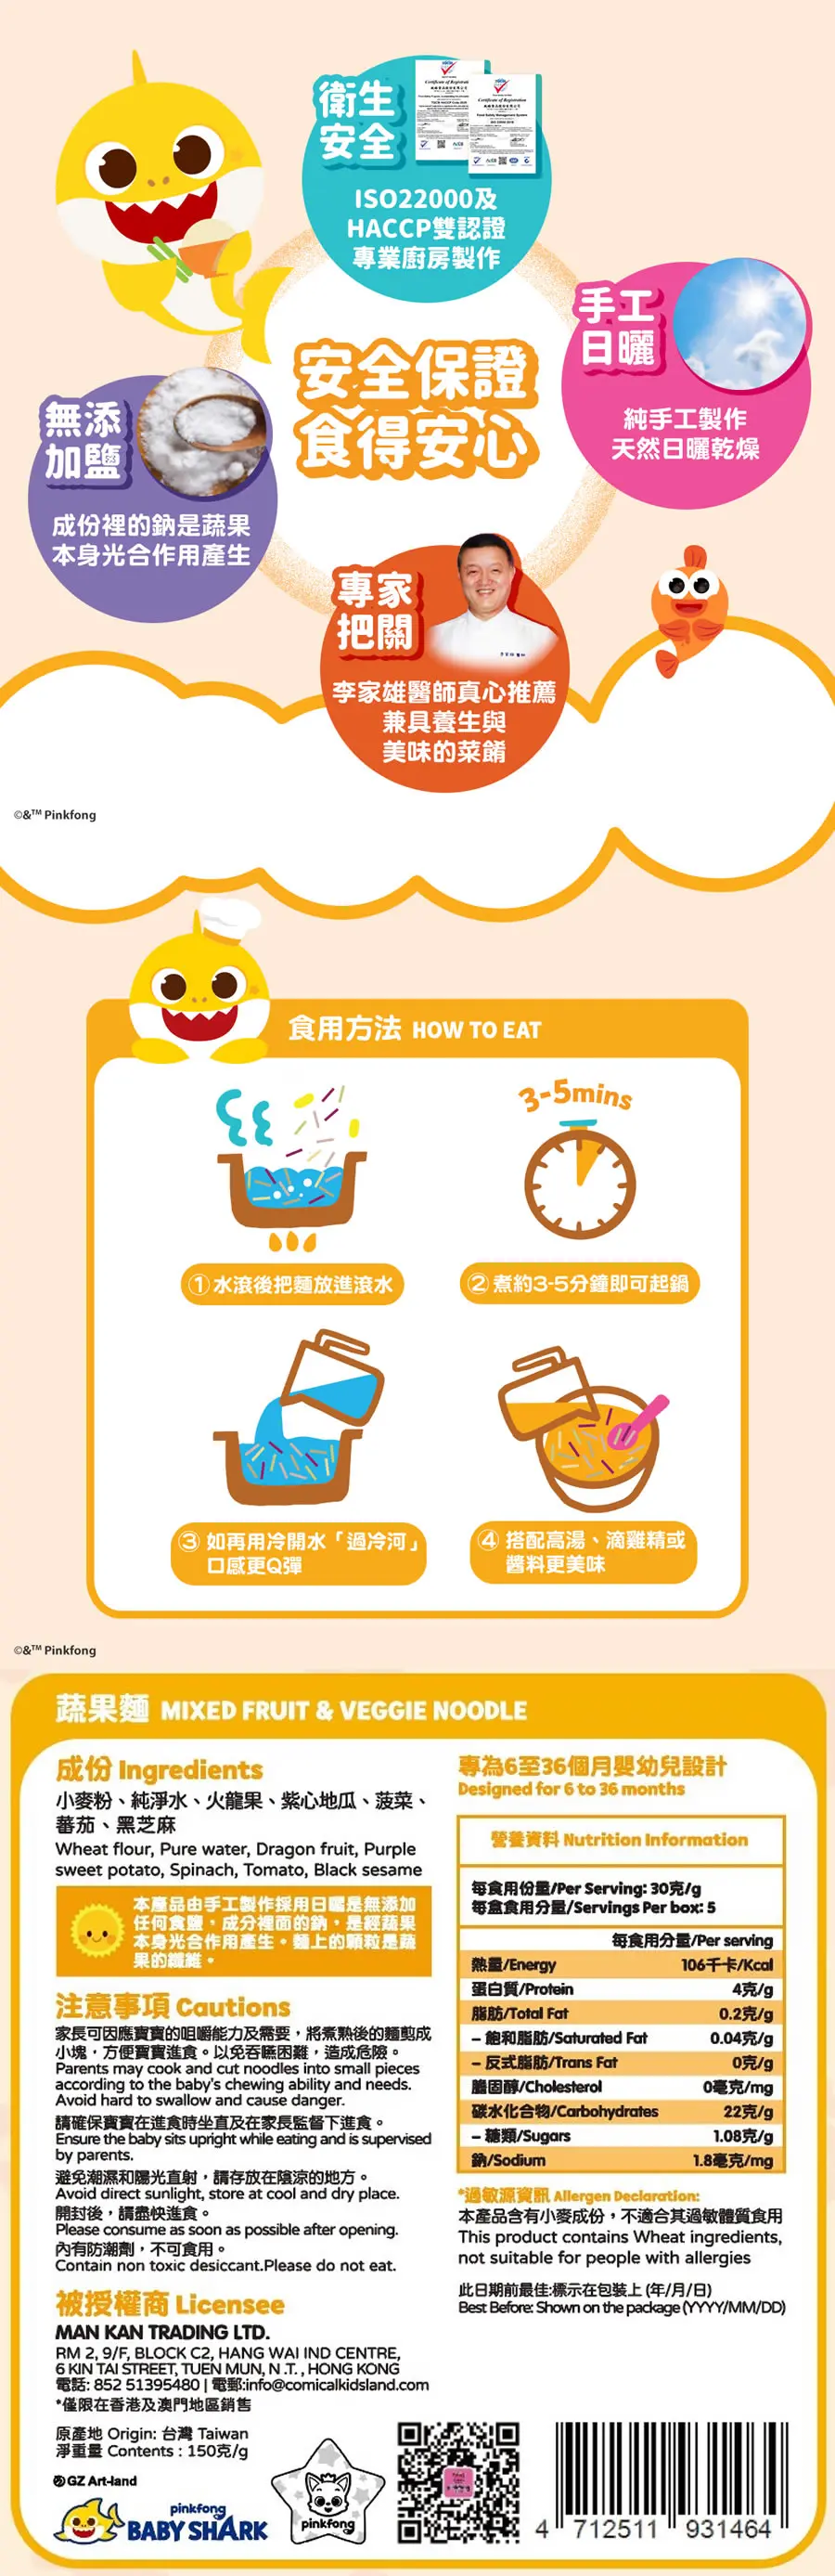 衛生
安全
ISO22000及
HACCP雙認證
專業廚房製作
手工
日曬
純手工製作
天然日曬乾燥
安全保證
食得安心
無添
加鹽
成份裡的鈉是蔬果
本身光合作用產生
專家
把關
李家雄醫師真心推薦
兼具養生與
美味的菜餚
©&™ Pinkfong
食用方法 HOW TO EAT
3-5mins
① 水滾後把麵放進滾水
② 煮約3-5分鐘即可起鍋
③ 如再用冷開水「過冷河」
口感更Q彈
④ 搭配高湯、滴雞精或
醬料更美味
©&™ Pinkfong
蔬果麵 MIXED FRUIT & VEGGIE NOODLE
成份 Ingredients
小麥粉、純淨水、火龍果、紫心地瓜、菠菜、
蕃茄、黑芝麻
Wheat flour, Pure water, Dragon fruit, Purple
sweet potato, Spinach, Tomato, Black sesame
本產品由手工製作採用日曬是無添加
任何食鹽，成分裡面的鈉，是經蔬果
本身光合作用產生。麵上的顆粒是蔬
果的纖維。
注意事項 Cautions
家長可因應寶寶的咀嚼能力及需要，將煮熟後的麵剪成
小塊，方便寶寶進食。以免吞嚥困難，造成危險。
Parents may cook and cut noodles into small pieces
according to the baby's chewing ability and needs.
Avoid hard to swallow and cause danger.
請確保寶寶在進食時坐直及在家長監督下進食。
Ensure the baby sits upright while eating and is supervised
by parents.
避免潮濕和陽光直射，請存放在陰涼的地方。
Avoid direct sunlight, store at cool and dry place.
開封後，請盡快進食。
Please consume as soon as possible after opening.
內有防潮劑，不可食用。
Contain non toxic desiccant.Please do not eat.
被授權商 Licensee
MAN KAN TRADING LTD.
RM 2, 9/F, BLOCK C2, HANG WAI IND CENTRE,
6 KIN TAI STREET, TUEN MUN, N .T. , HONG KONG
電話: 852 51395480 | 電郵:info@comicalkidsland.com
*僅限在香港及澳門地區銷售
原產地 Origin: 台灣 Taiwan
淨重量 Contents : 150克/g
GZ Art-land
pinkfong
BABY SHARK
pinkfong
專為6至36個月嬰幼兒設計
Designed for 6 to 36 months
營養資料 Nutrition Information
每食用份量/Per Serving: 30克/g
每盒食用分量/Servings Per box: 5
每食用分量/Per serving
熱量/Energy 106千卡/Kcal
蛋白質/Protein 4克/g
脂肪/Total Fat 0.2克/g
– 飽和脂肪/Saturated Fat 0.04克/g
– 反式脂肪/Trans Fat 0克/g
膽固醇/Cholesterol 0毫克/mg
碳水化合物/Carbohydrates 22克/g
– 糖類/Sugars 1.08克/g
鈉/Sodium 1.8毫克/mg
*過敏源資訊 Allergen Declaration:
本產品含有小麥成份，不適合其過敏體質食用
This product contains Wheat ingredients,
not suitable for people with allergies
此日期前最佳:標示在包裝上 (年/月/日)
Best Before: Shown on the package (YYYY/MM/DD)
4 712511 931464